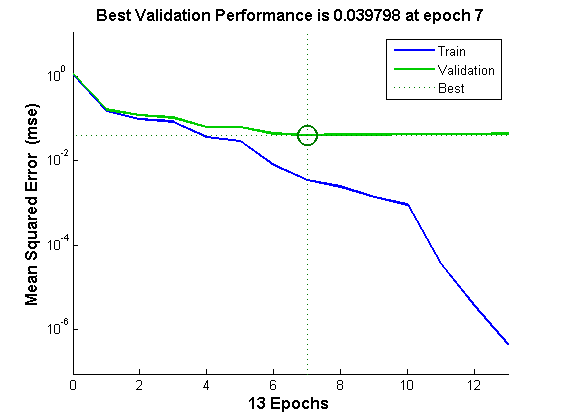 Best Validation Performance is 0.039798 at epoch 7
Train
Validation
Best
Mean Squared Error (mse)
10^0
10^-2
10^-4
10^-6
0 2 4 6 8 10 12
13 Epochs